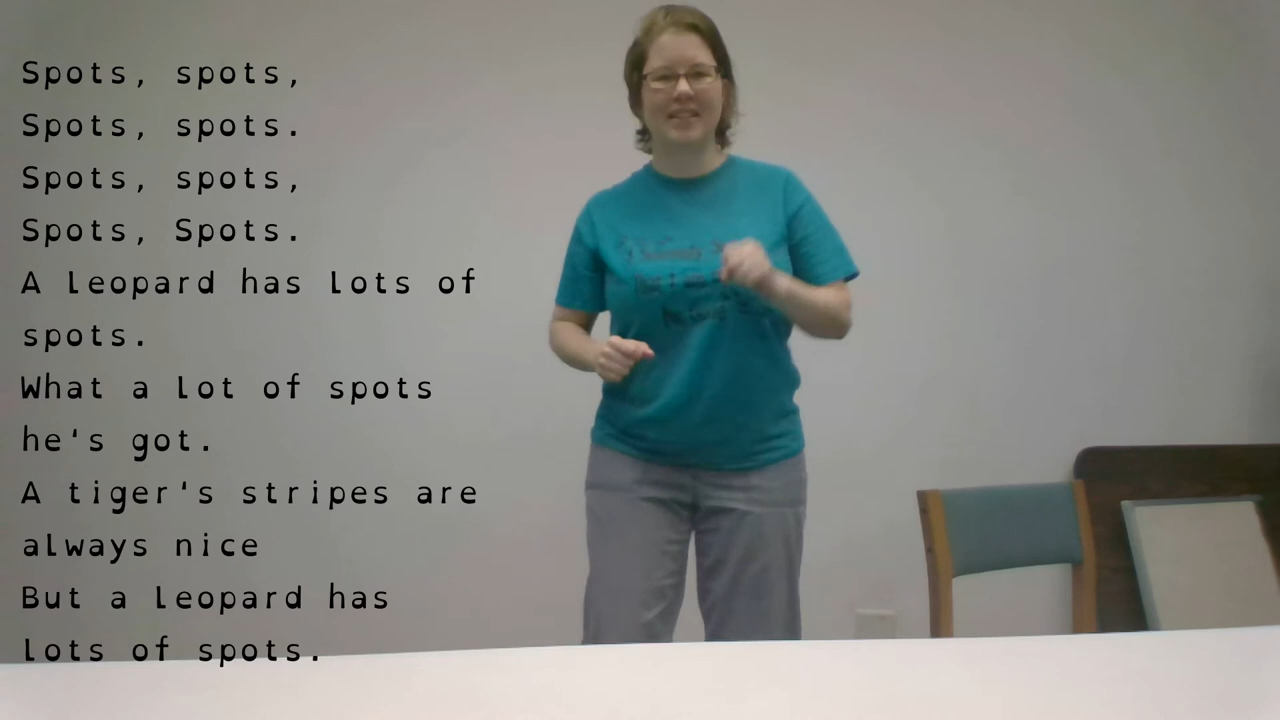 Spots, spots,
Spots, spots.
Spots, spots,
Spots, Spots.
A leopard has lots of
spots.
What a lot of spots
he's got.
A tiger's stripes are
always nice
But a leopard has
lots of spots.